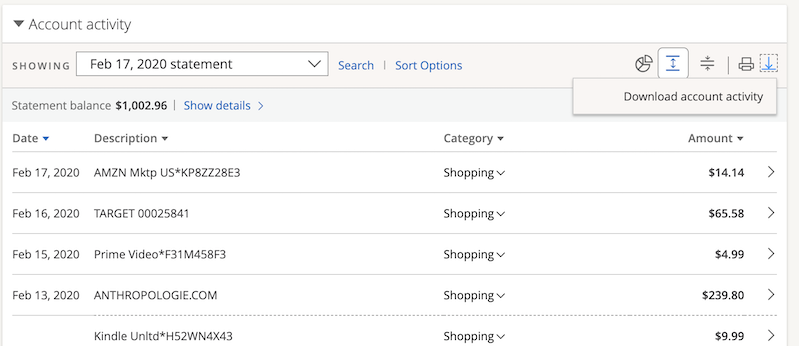 Account activity
SHOWING Feb 17, 2020 statement Search | Sort Options
Download account activity
Statement balance $1,002.96 | Show details
Date Description Category Amount
Feb 17, 2020 AMZN Mktp US*KP8ZZ28E3 Shopping $14.14
Feb 16, 2020 TARGET 00025841 Shopping $65.58
Feb 15, 2020 Prime Video*F31M458F3 Shopping $4.99
Feb 13, 2020 ANTHROPOLOGIE.COM Shopping $239.80
Kindle Unltd*H52WN4X43 Shopping $9.99